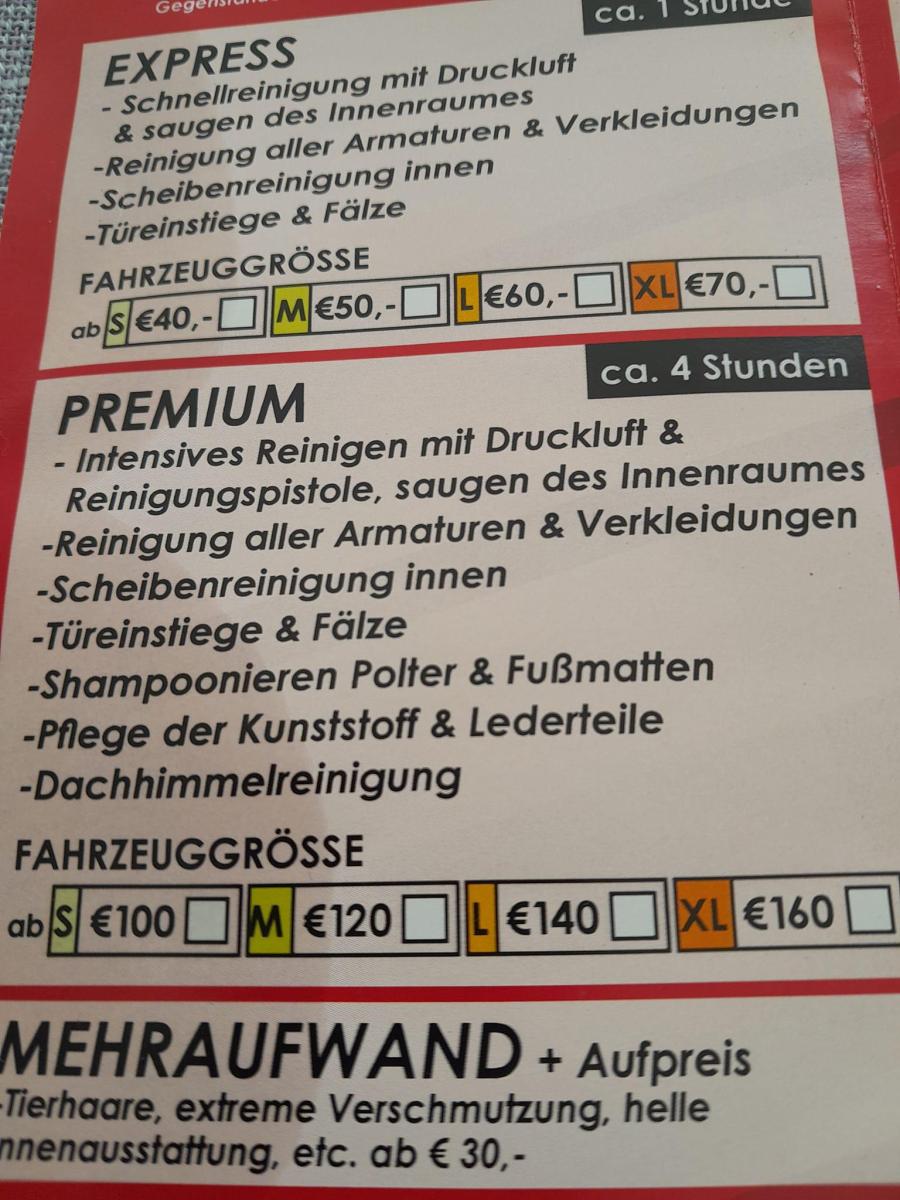 ca. 1 Stunde
EXPRESS
- Schnellreinigung mit Druckluft
& saugen des Innenraumes
-Reinigung aller Armaturen & Verkleidungen
-Scheibenreinigung innen
-Türeinstiege & Fälze
FAHRZEUGGRÖSSE
ab S €40,- M €50,- L €60,- XL €70,-
ca. 4 Stunden
PREMIUM
- Intensives Reinigen mit Druckluft &
Reinigungspistole, saugen des Innenraumes
-Reinigung aller Armaturen & Verkleidungen
-Scheibenreinigung innen
-Türeinstiege & Fälze
-Shampoonieren Polter & Fußmatten
-Pflege der Kunststoff & Lederteile
-Dachhimmelreinigung
FAHRZEUGGRÖSSE
ab S €100 M €120 L €140 XL €160
MEHRAUFWAND + Aufpreis
-Tierhaare, extreme Verschmutzung, helle
nnenausstattung, etc. ab € 30,-